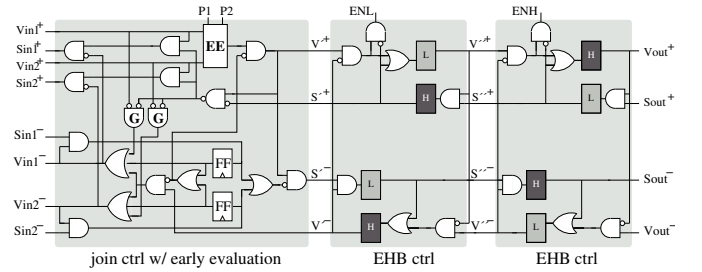 P1 P2 ENL ENH
Vin1+
Sin1+ EE V´+ L V´´+ H Vout+
Vin2+
Sin2+
S´+ H S´´+ L Sout+
G G
Sin1−
Vin1− FF
S´− L S´´− H Sout−
Vin2− FF
Sin2− V´− H V´´− L Vout−
join ctrl w/ early evaluation EHB ctrl EHB ctrl